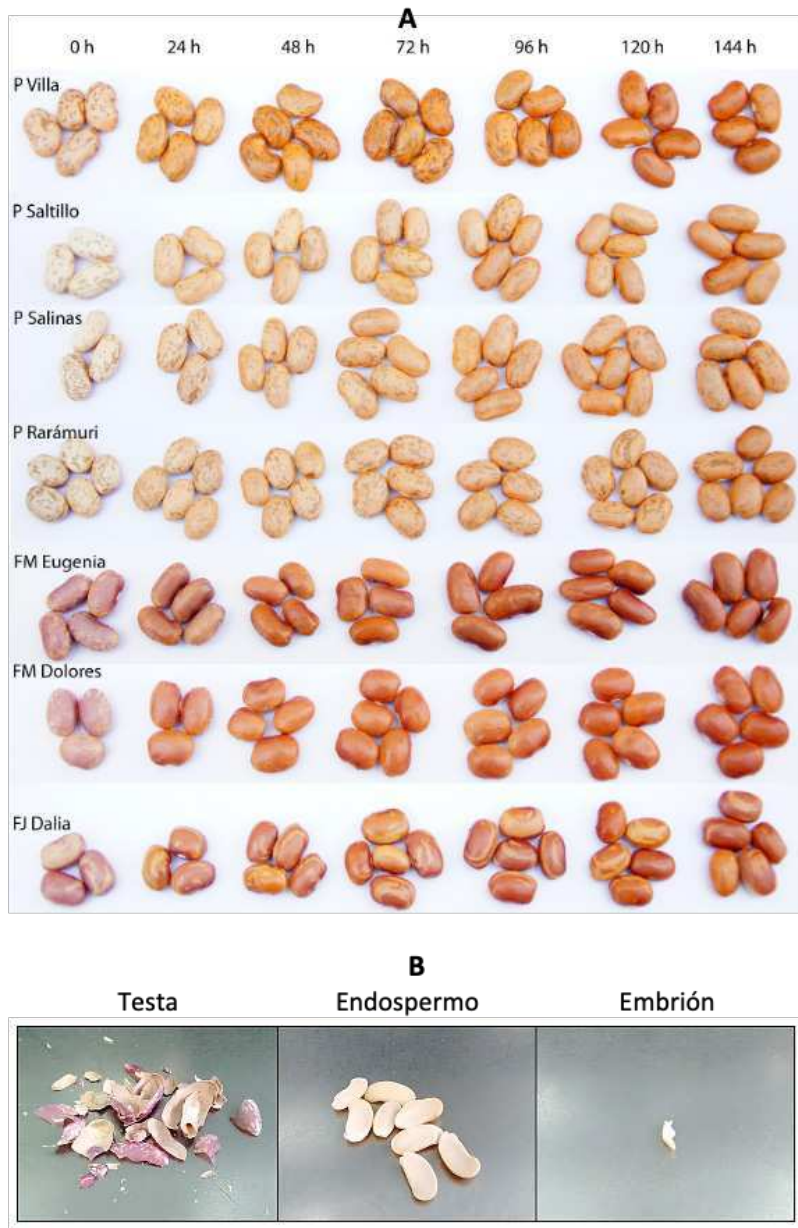 A
0 h 24 h 48 h 72 h 96 h 120 h 144 h
P Villa
P Saltillo
P Salinas
P Rarámuri
FM Eugenia
FM Dolores
FJ Dalia
B
Testa Endospermo Embrión